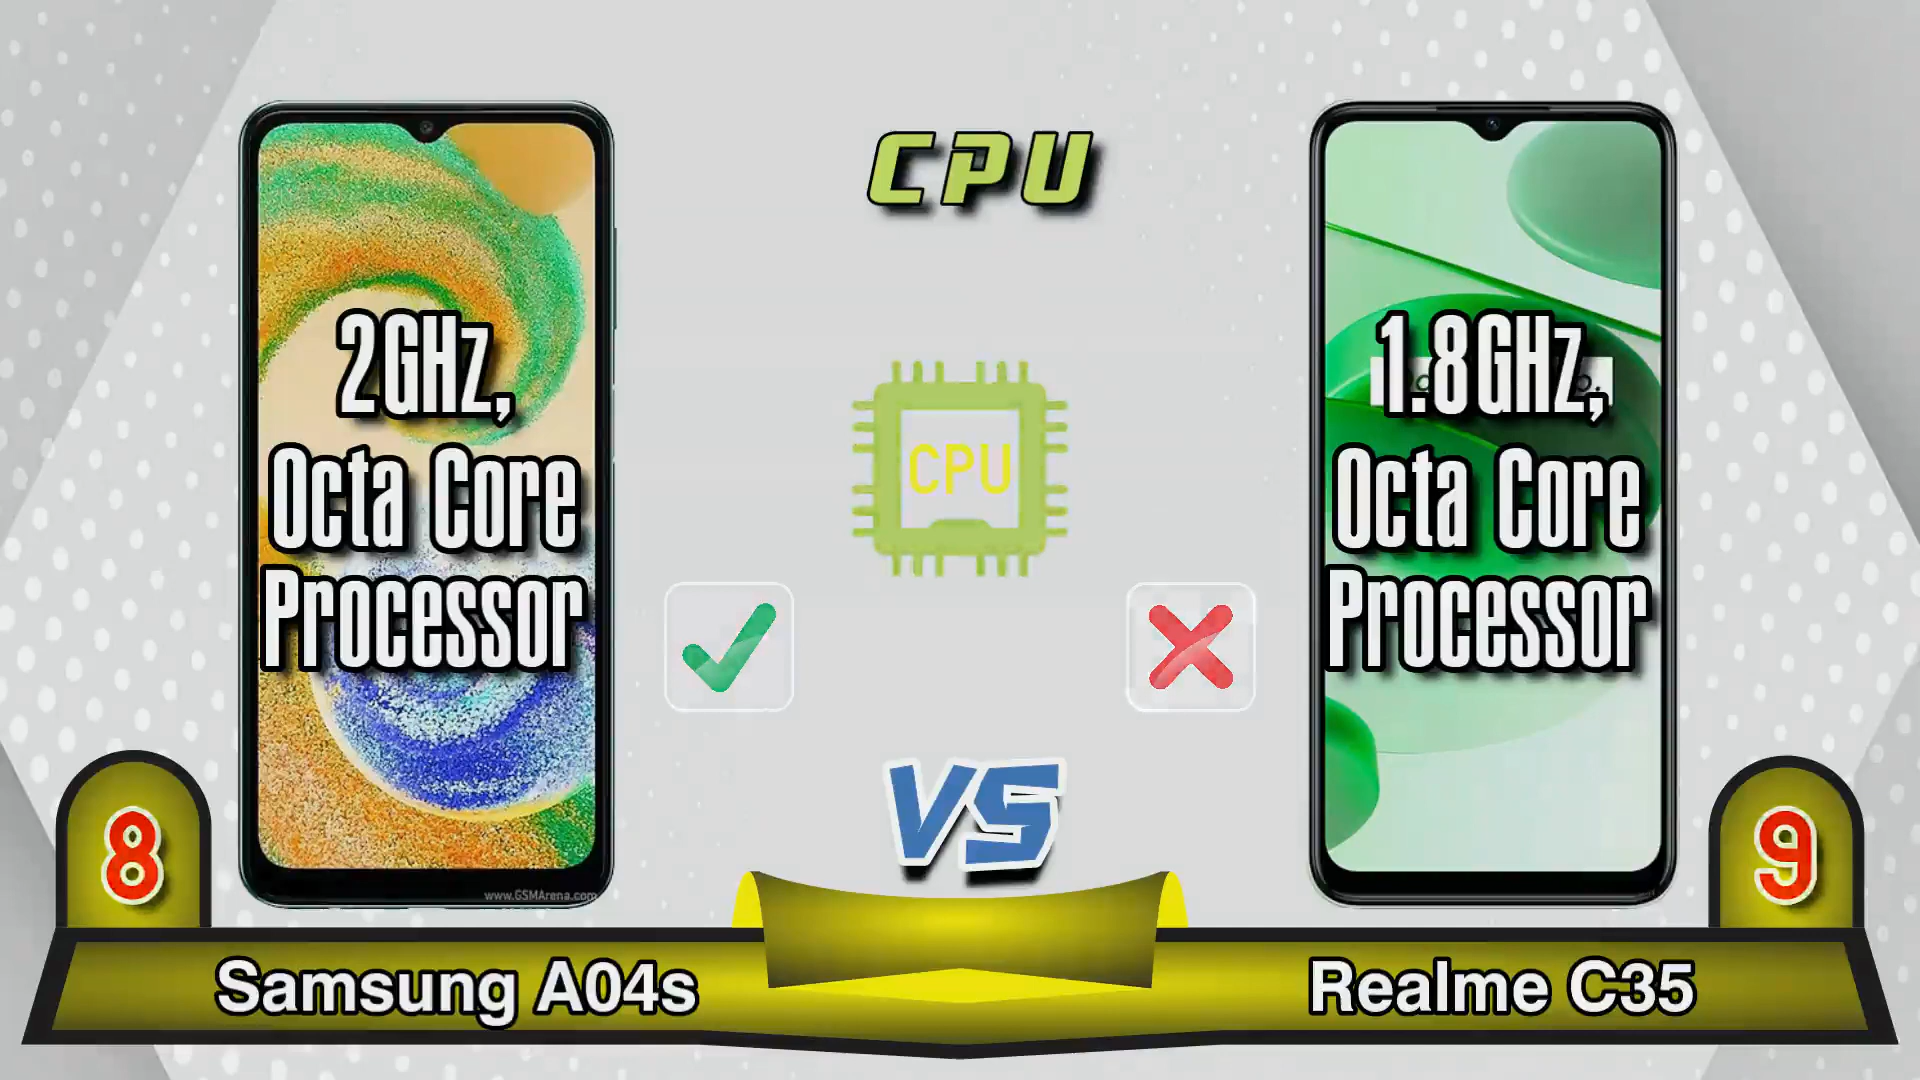 CPU
2GHz,
Octa Core
Processor
1.8GHz,
Octa Core
Processor
CPU
VS
8
9
www.GSMArena.com
Samsung A04s
Realme C35